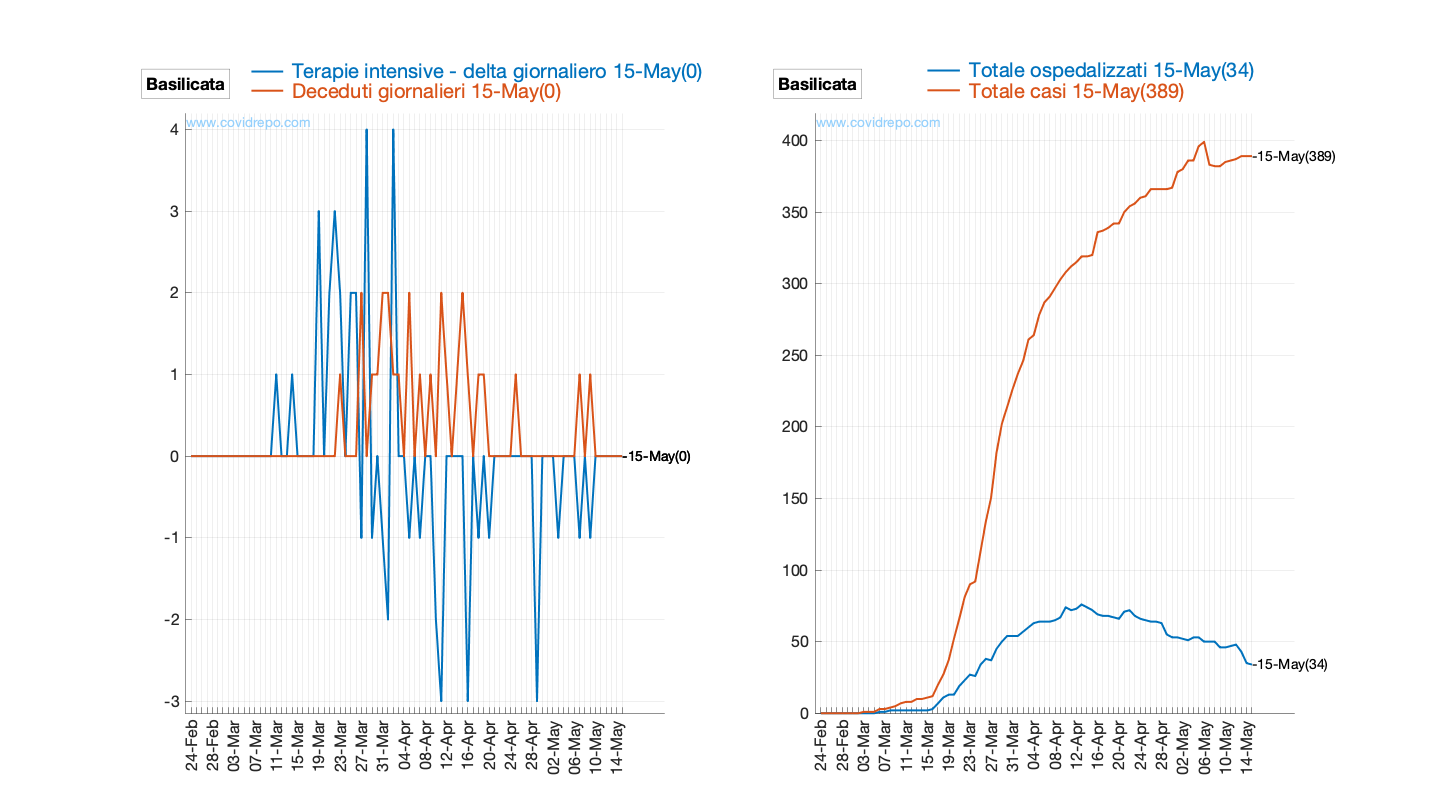 Basilicata
Terapie intensive - delta giornaliero 15-May(0)
Deceduti giornalieri 15-May(0)
www.covidrepo.com
4
3
2
1
0
-1
-2
-3
-15-May(0)
24-Feb
28-Feb
03-Mar
07-Mar
11-Mar
15-Mar
19-Mar
23-Mar
27-Mar
31-Mar
04-Apr
08-Apr
12-Apr
16-Apr
20-Apr
24-Apr
28-Apr
02-May
06-May
10-May
14-May
Basilicata
Totale ospedalizzati 15-May(34)
Totale casi 15-May(389)
www.covidrepo.com
400
350
300
250
200
150
100
50
0
-15-May(389)
-15-May(34)
24-Feb
28-Feb
03-Mar
07-Mar
11-Mar
15-Mar
19-Mar
23-Mar
27-Mar
31-Mar
04-Apr
08-Apr
12-Apr
16-Apr
20-Apr
24-Apr
28-Apr
02-May
06-May
10-May
14-May